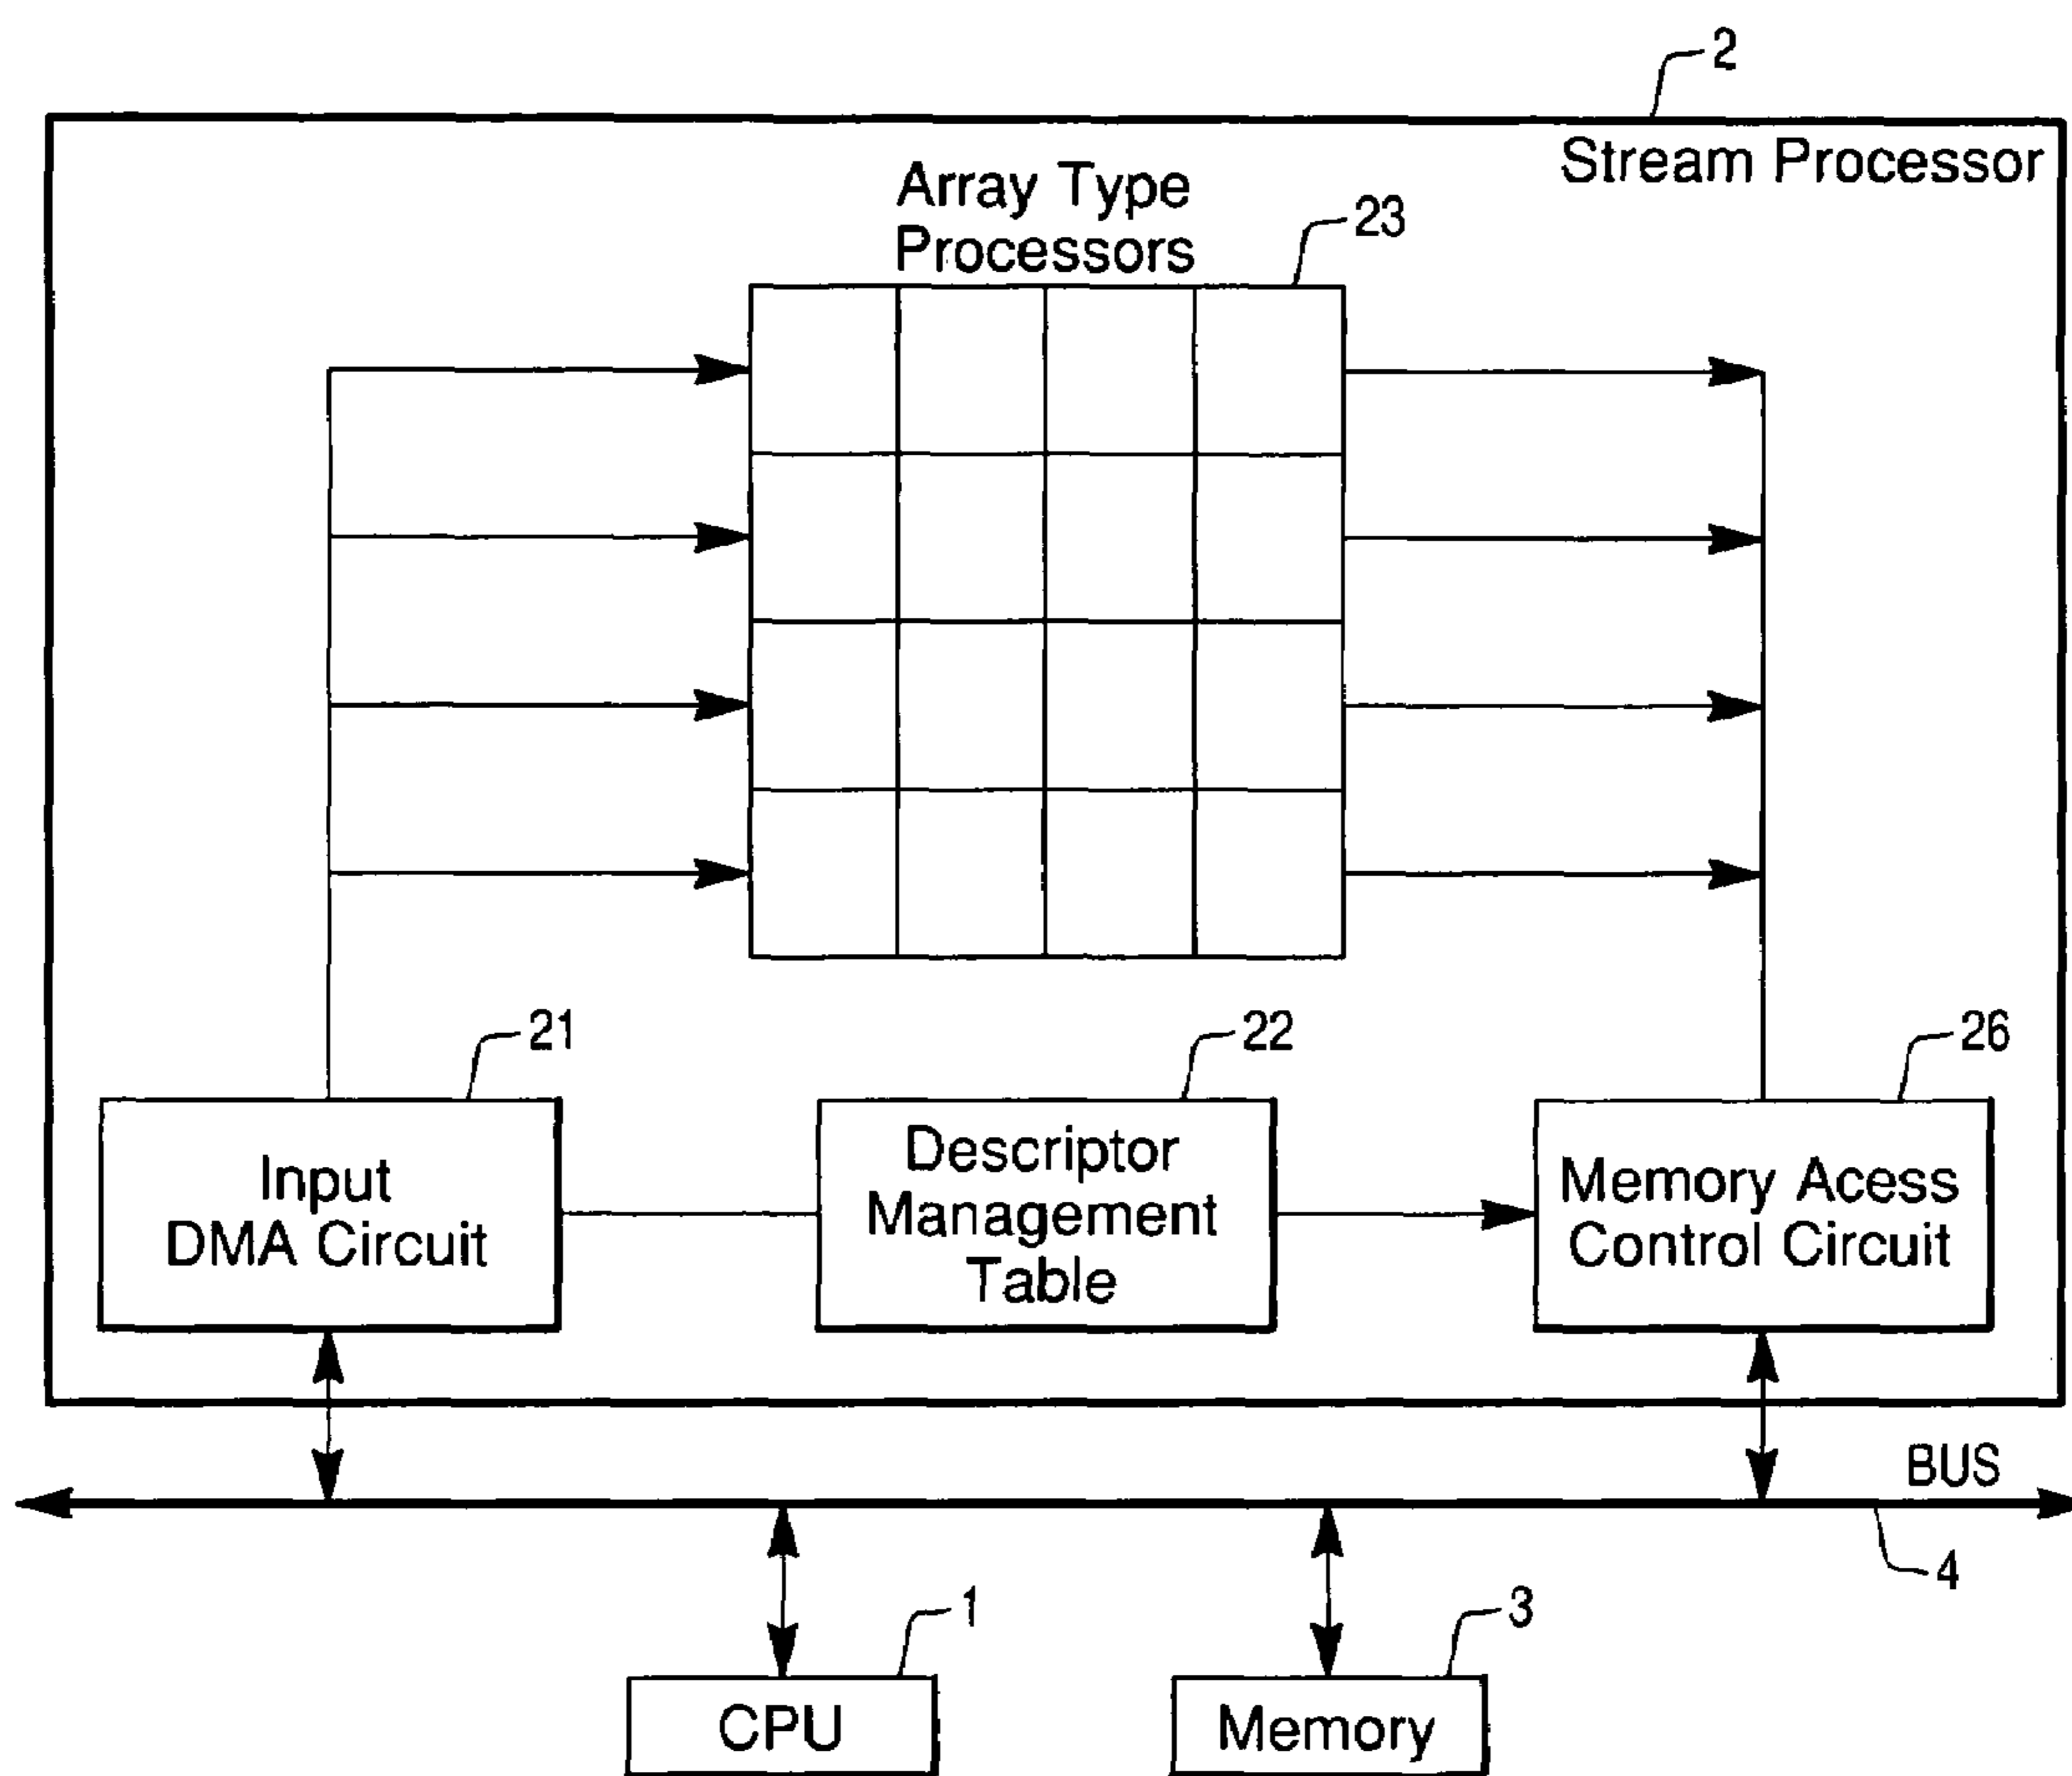 2
Stream Processor
Array Type
Processors
23
21
22
26
Input
DMA Circuit
Descriptor
Management
Table
Memory Acess
Control Circuit
BUS
4
1
3
CPU
Memory